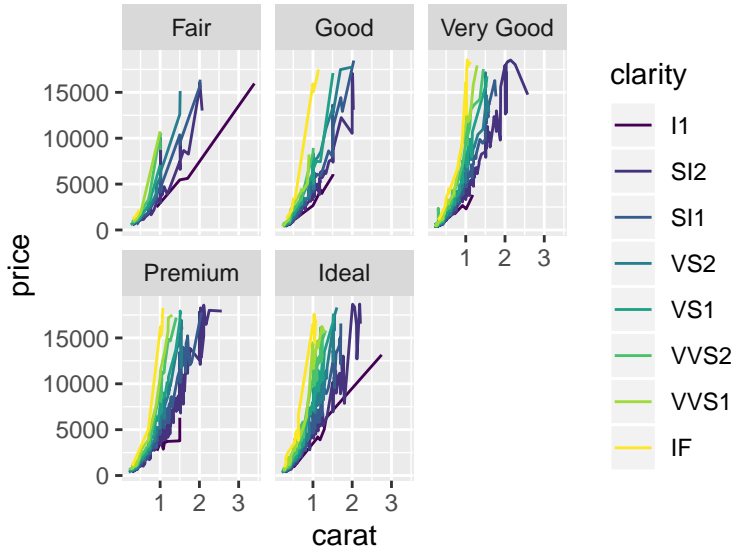 Fair Good Very Good
15000
10000
5000
0
1 2 3
Premium Ideal
15000
10000
5000
0
1 2 3 1 2 3
carat
price
clarity
I1
SI2
SI1
VS2
VS1
VVS2
VVS1
IF